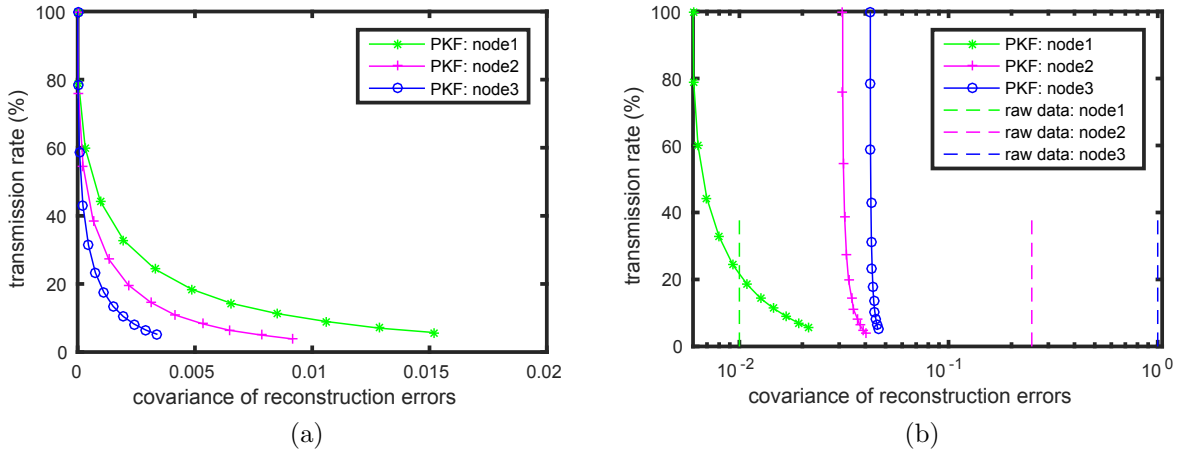 100
80
60
40
20
0
transmission rate (%)
PKF: node1
PKF: node2
PKF: node3
0
0.005
0.01
0.015
0.02
covariance of reconstruction errors
(a)
100
80
60
40
20
0
transmission rate (%)
PKF: node1
PKF: node2
PKF: node3
raw data: node1
raw data: node2
raw data: node3
10⁻²
10⁻¹
10⁰
covariance of reconstruction errors
(b)